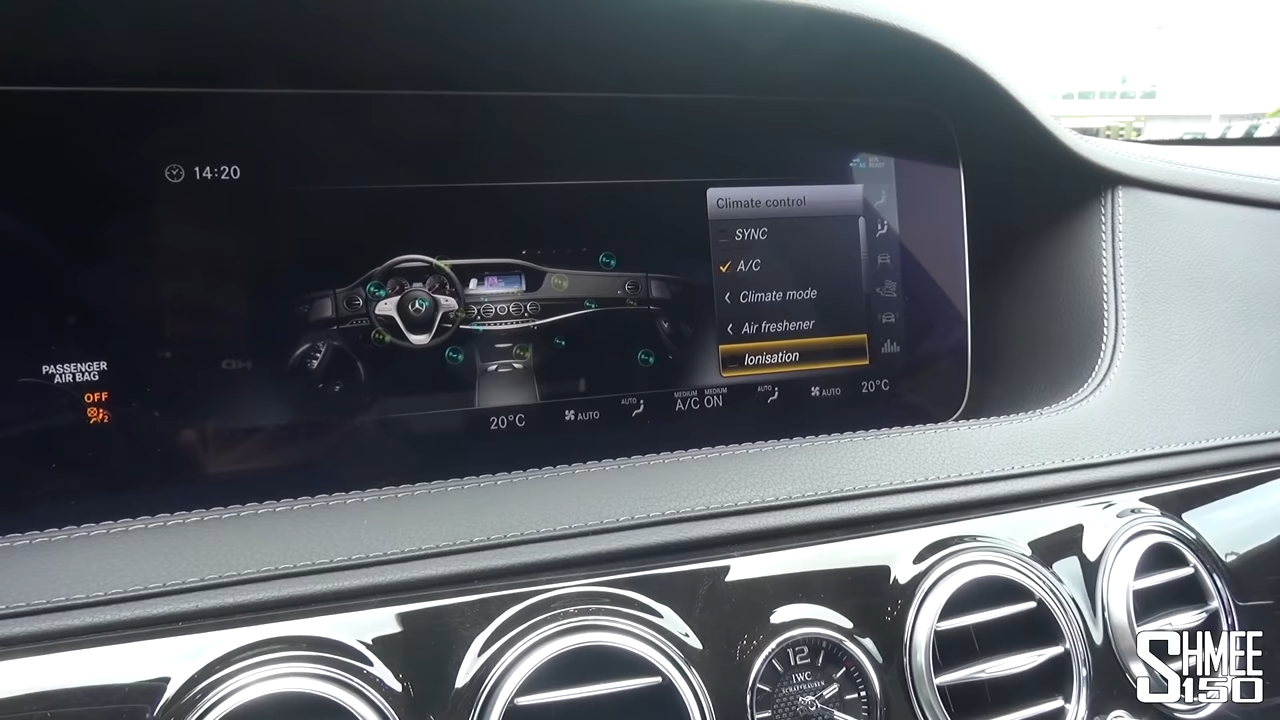 14:20
PASSENGER
AIR BAG
OFF
2
Climate control
SYNC
A/C
Climate mode
Air freshener
Ionisation
20°C
AUTO
AUTO
MEDIUM MEDIUM
A/C ON
AUTO
AUTO
20°C
12
IWC
SCHAFFHAUSEN
SHMEE
150